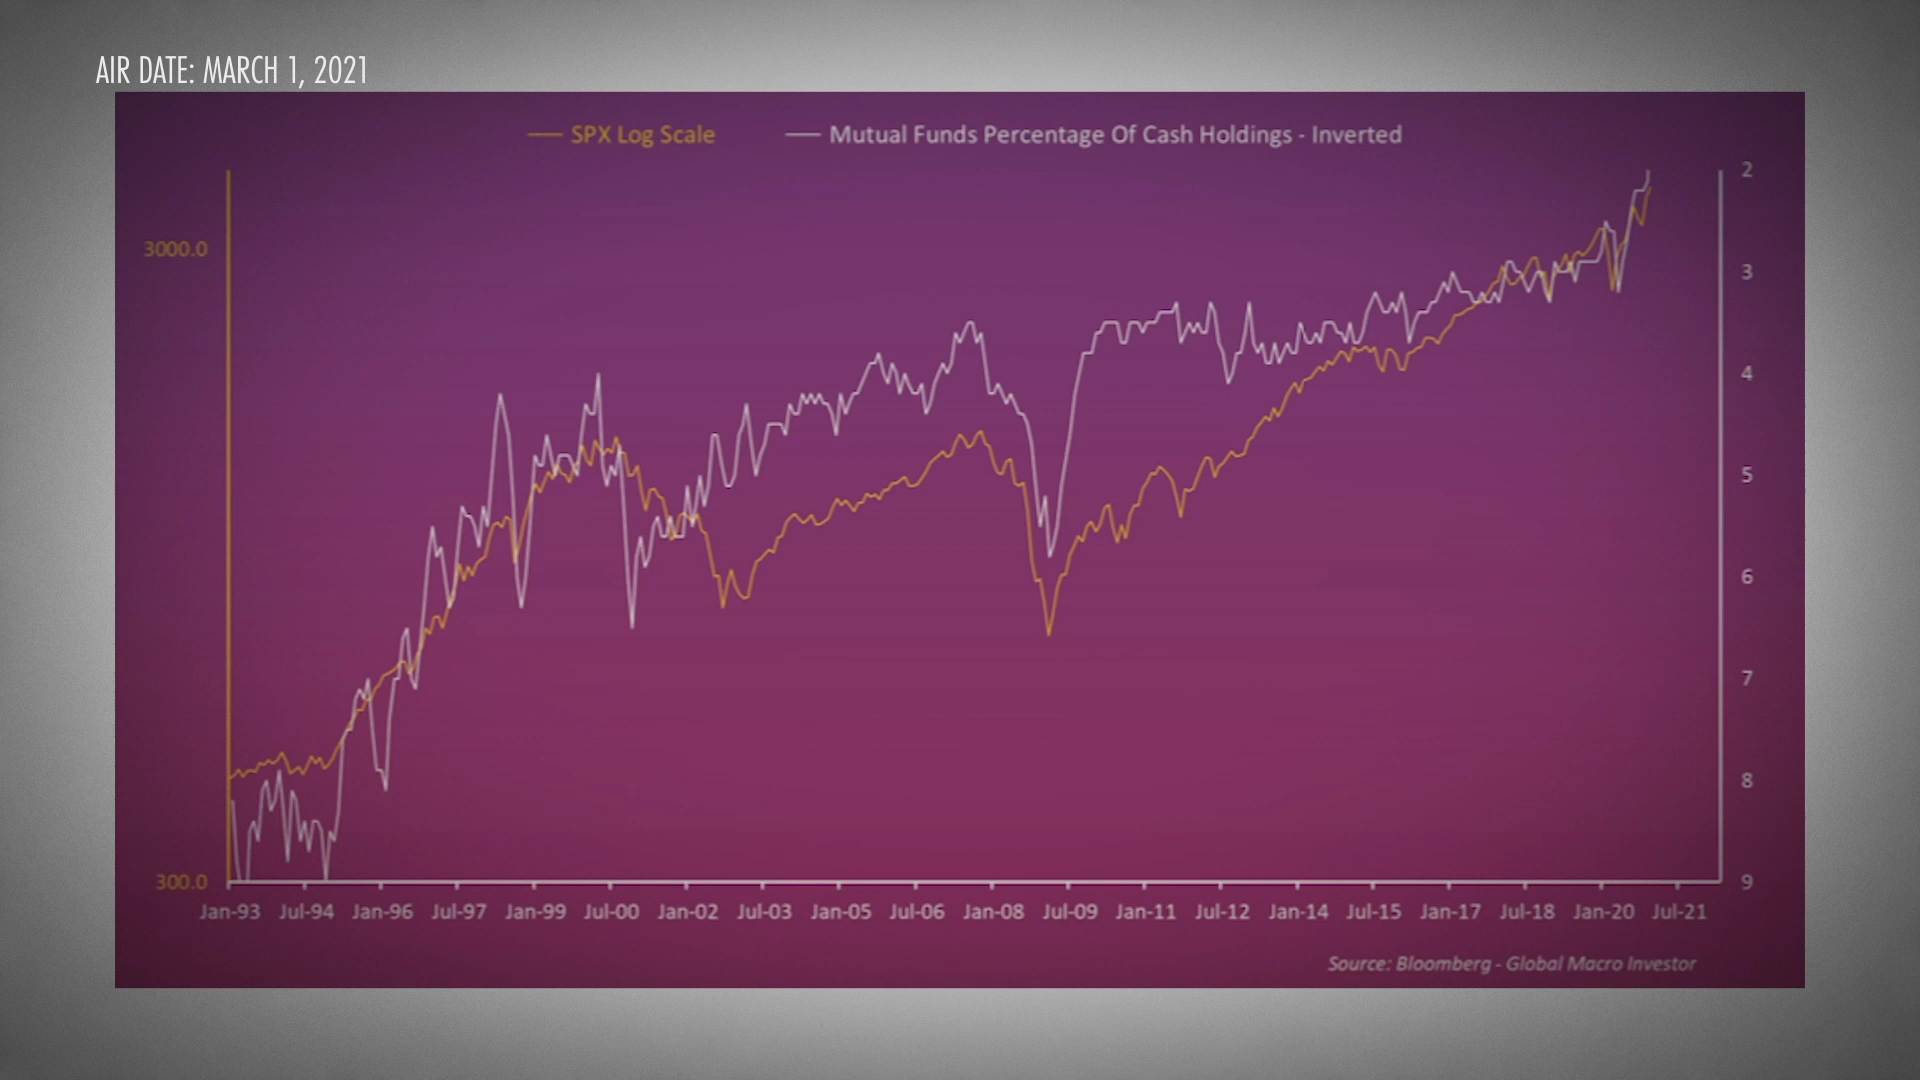 AIR DATE: MARCH 1, 2021
SPX Log Scale
Mutual Funds Percentage Of Cash Holdings - Inverted
3000.0
300.0
2
3
4
5
6
7
8
9
Jan-93 Jul-94 Jan-96 Jul-97 Jan-99 Jul-00 Jan-02 Jul-03 Jan-05 Jul-06 Jan-08 Jul-09 Jan-11 Jul-12 Jan-14 Jul-15 Jan-17 Jul-18 Jan-20 Jul-21
Source: Bloomberg - Global Macro Investor